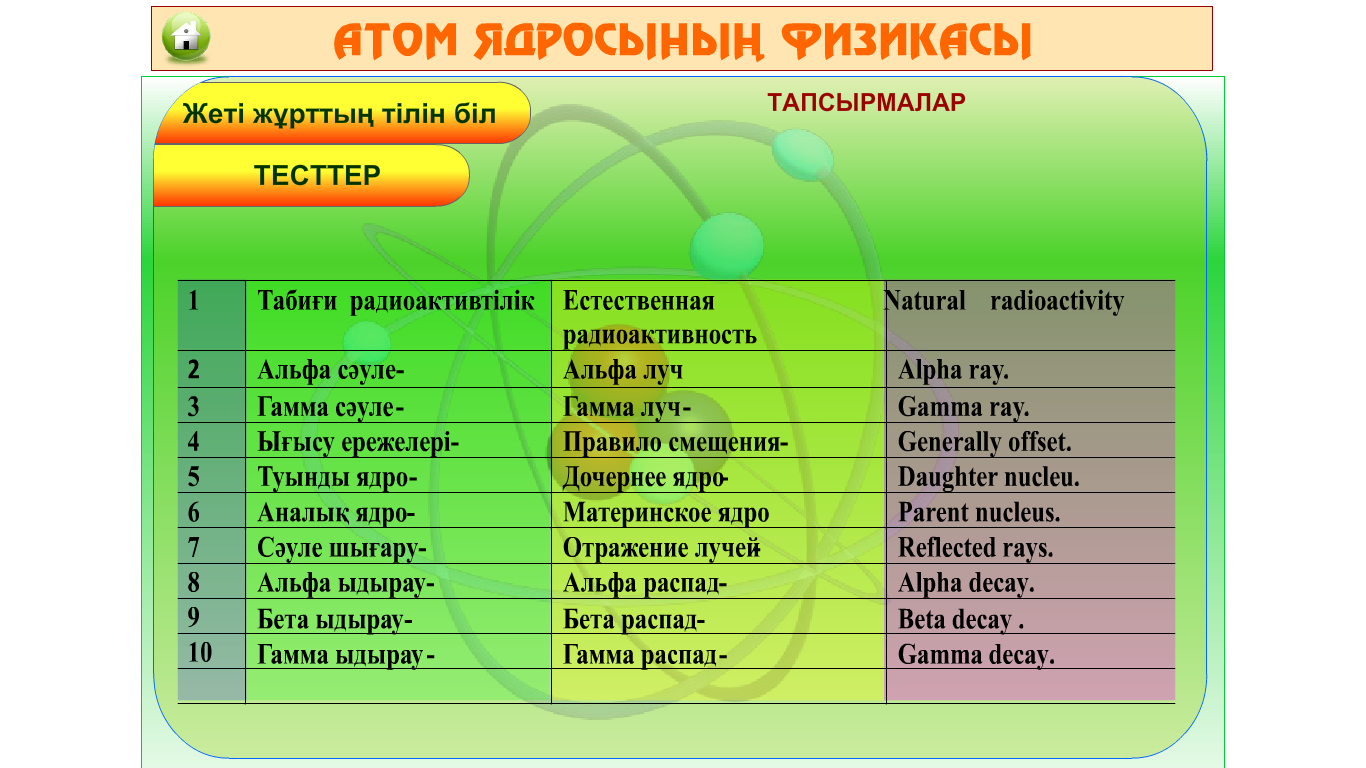 АТОМ ЯДРОСЫНЫҢ ФИЗИКАСЫ
Жеті жұрттың тілін біл
ТАПСЫРМАЛАР
ТЕСТТЕР
1 Табиғи радиоактивтілік Естественная Natural radioactivity
радиоактивность
2 Альфа сәуле- Альфа луч Alpha ray.
3 Гамма сәуле- Гамма луч- Gamma ray.
4 Ығысу ережелері- Правило смещения- Generally offset.
5 Туынды ядро- Дочернее ядро- Daughter nucleu.
6 Аналық ядро- Материнское ядро Parent nucleus.
7 Сәуле шығару- Отражение лучей Reflected rays.
8 Альфа ыдырау- Альфа распад- Alpha decay.
9 Бета ыдырау- Бета распад- Beta decay .
10 Гамма ыдырау- Гамма распад- Gamma decay.